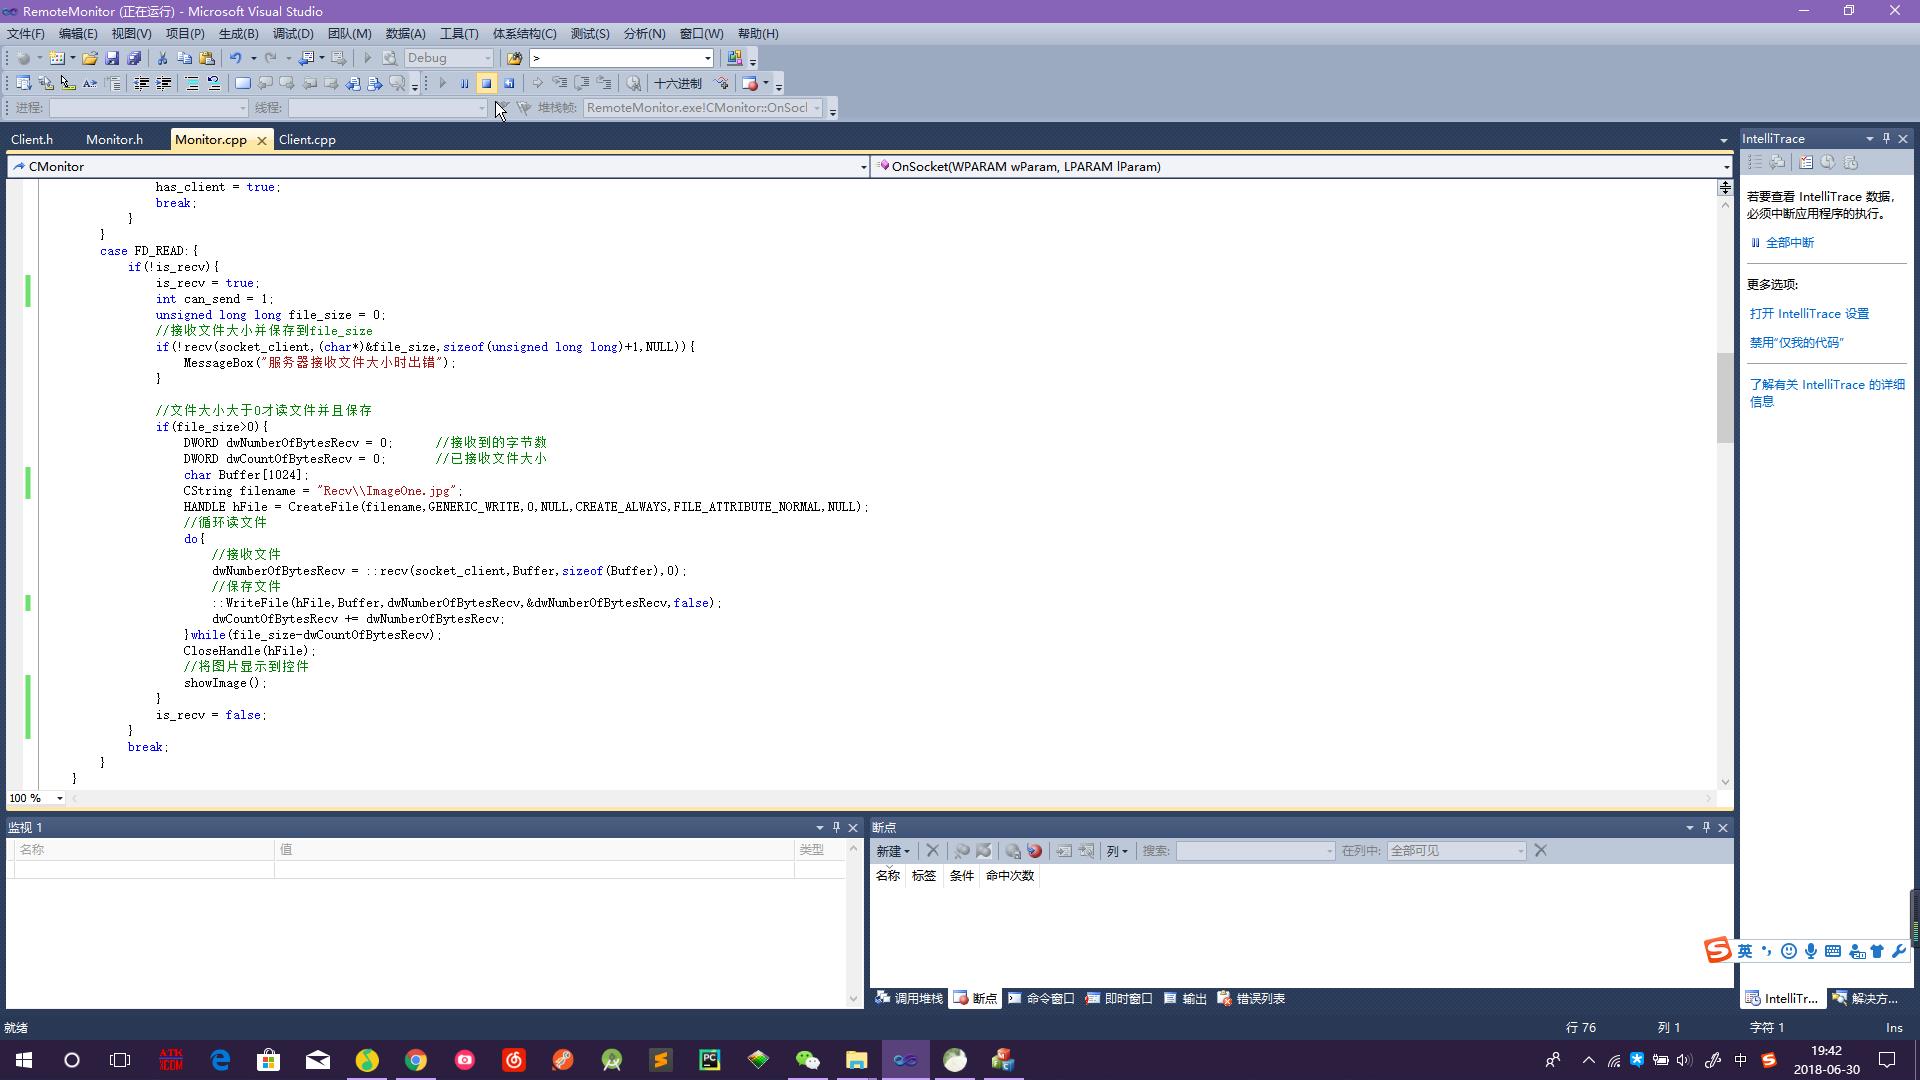 RemoteMonitor (正在运行) - Microsoft Visual Studio
文件(F) 编辑(E) 视图(V) 项目(P) 生成(B) 调试(D) 团队(M) 数据(A) 工具(T) 体系结构(C) 测试(S) 分析(N) 窗口(W) 帮助(H)
Debug >
十六进制
进程: 线程: 堆栈帧: RemoteMonitor.exe!CMonitor::OnSocl
Client.h Monitor.h Monitor.cpp Client.cpp
CMonitor OnSocket(WPARAM wParam, LPARAM lParam)
has_client = true;
break;
}
}
case FD_READ:{
if(!is_recv){
is_recv = true;
int can_send = 1;
unsigned long long file_size = 0;
//接收文件大小并保存到file_size
if(!recv(socket_client,(char*)&file_size,sizeof(unsigned long long)+1,NULL)){
MessageBox("服务器接收文件大小时出错");
}
//文件大小大于0才读文件并且保存
if(file_size>0){
DWORD dwNumberOfBytesRecv = 0; //接收到的字节数
DWORD dwCountOfBytesRecv = 0; //已接收文件大小
char Buffer[1024];
CString filename = "Recv\\ImageOne.jpg";
HANDLE hFile = CreateFile(filename,GENERIC_WRITE,0,NULL,CREATE_ALWAYS,FILE_ATTRIBUTE_NORMAL,NULL);
//循环读文件
do{
//接收文件
dwNumberOfBytesRecv = ::recv(socket_client,Buffer,sizeof(Buffer),0);
//保存文件
::WriteFile(hFile,Buffer,dwNumberOfBytesRecv,&dwNumberOfBytesRecv,false);
dwCountOfBytesRecv += dwNumberOfBytesRecv;
}while(file_size-dwCountOfBytesRecv);
CloseHandle(hFile);
//将图片显示到控件
showImage();
}
is_recv = false;
}
break;
}
}
100 %
IntelliTrace
若要查看 IntelliTrace 数据,
必须中断应用程序的执行。
全部中断
更多选项:
打开 IntelliTrace 设置
禁用“仅我的代码”
了解有关 IntelliTrace 的详细
信息
监视 1
名称 值 类型
断点
新建 列 搜索: 在列中: 全部可见
名称 标签 条件 命中次数
调用堆栈 断点 命令窗口 即时窗口 输出 错误列表
英
IntelliTr... 解决方...
就绪 行 76 列 1 字符 1 Ins
ATK
XCOM
PC
中
19:42
2018-06-30